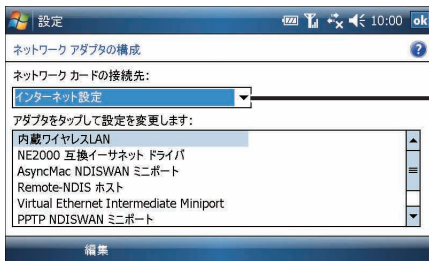 設定
10:00 ok
ネットワーク アダプタの構成
ネットワーク カードの接続先:
インターネット設定
アダプタをタップして設定を変更します:
内蔵ワイヤレスLAN
NE2000 互換イーサネット ドライバ
AsyncMac NDISWAN ミニポート
Remote-NDIS ホスト
Virtual Ethernet Intermediate Miniport
PPTP NDISWAN ミニポート
編集